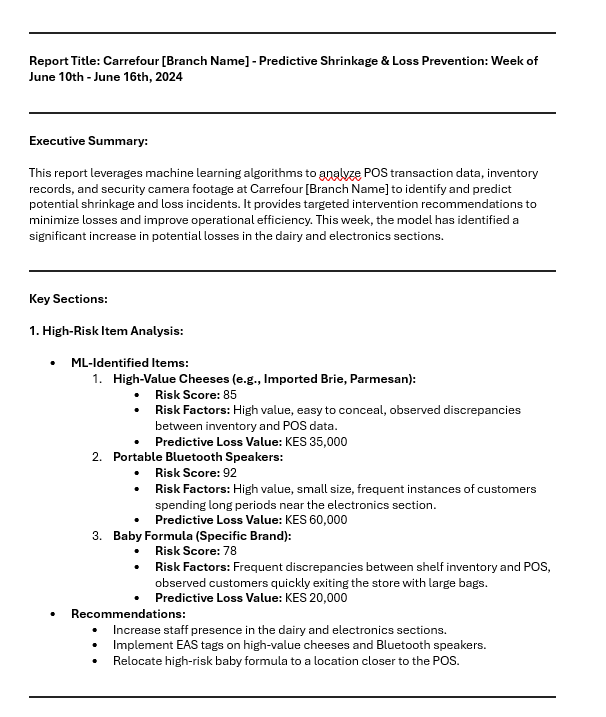 Report Title: Carrefour [Branch Name] - Predictive Shrinkage & Loss Prevention: Week of
June 10th - June 16th, 2024
Executive Summary:
This report leverages machine learning algorithms to analyze POS transaction data, inventory
records, and security camera footage at Carrefour [Branch Name] to identify and predict
potential shrinkage and loss incidents. It provides targeted intervention recommendations to
minimize losses and improve operational efficiency. This week, the model has identified a
significant increase in potential losses in the dairy and electronics sections.
Key Sections:
1. High-Risk Item Analysis:
• ML-Identified Items:
1. High-Value Cheeses (e.g., Imported Brie, Parmesan):
• Risk Score: 85
• Risk Factors: High value, easy to conceal, observed discrepancies
between inventory and POS data.
• Predictive Loss Value: KES 35,000
2. Portable Bluetooth Speakers:
• Risk Score: 92
• Risk Factors: High value, small size, frequent instances of customers
spending long periods near the electronics section.
• Predictive Loss Value: KES 60,000
3. Baby Formula (Specific Brand):
• Risk Score: 78
• Risk Factors: Frequent discrepancies between shelf inventory and POS,
observed customers quickly exiting the store with large bags.
• Predictive Loss Value: KES 20,000
• Recommendations:
• Increase staff presence in the dairy and electronics sections.
• Implement EAS tags on high-value cheeses and Bluetooth speakers.
• Relocate high-risk baby formula to a location closer to the POS.